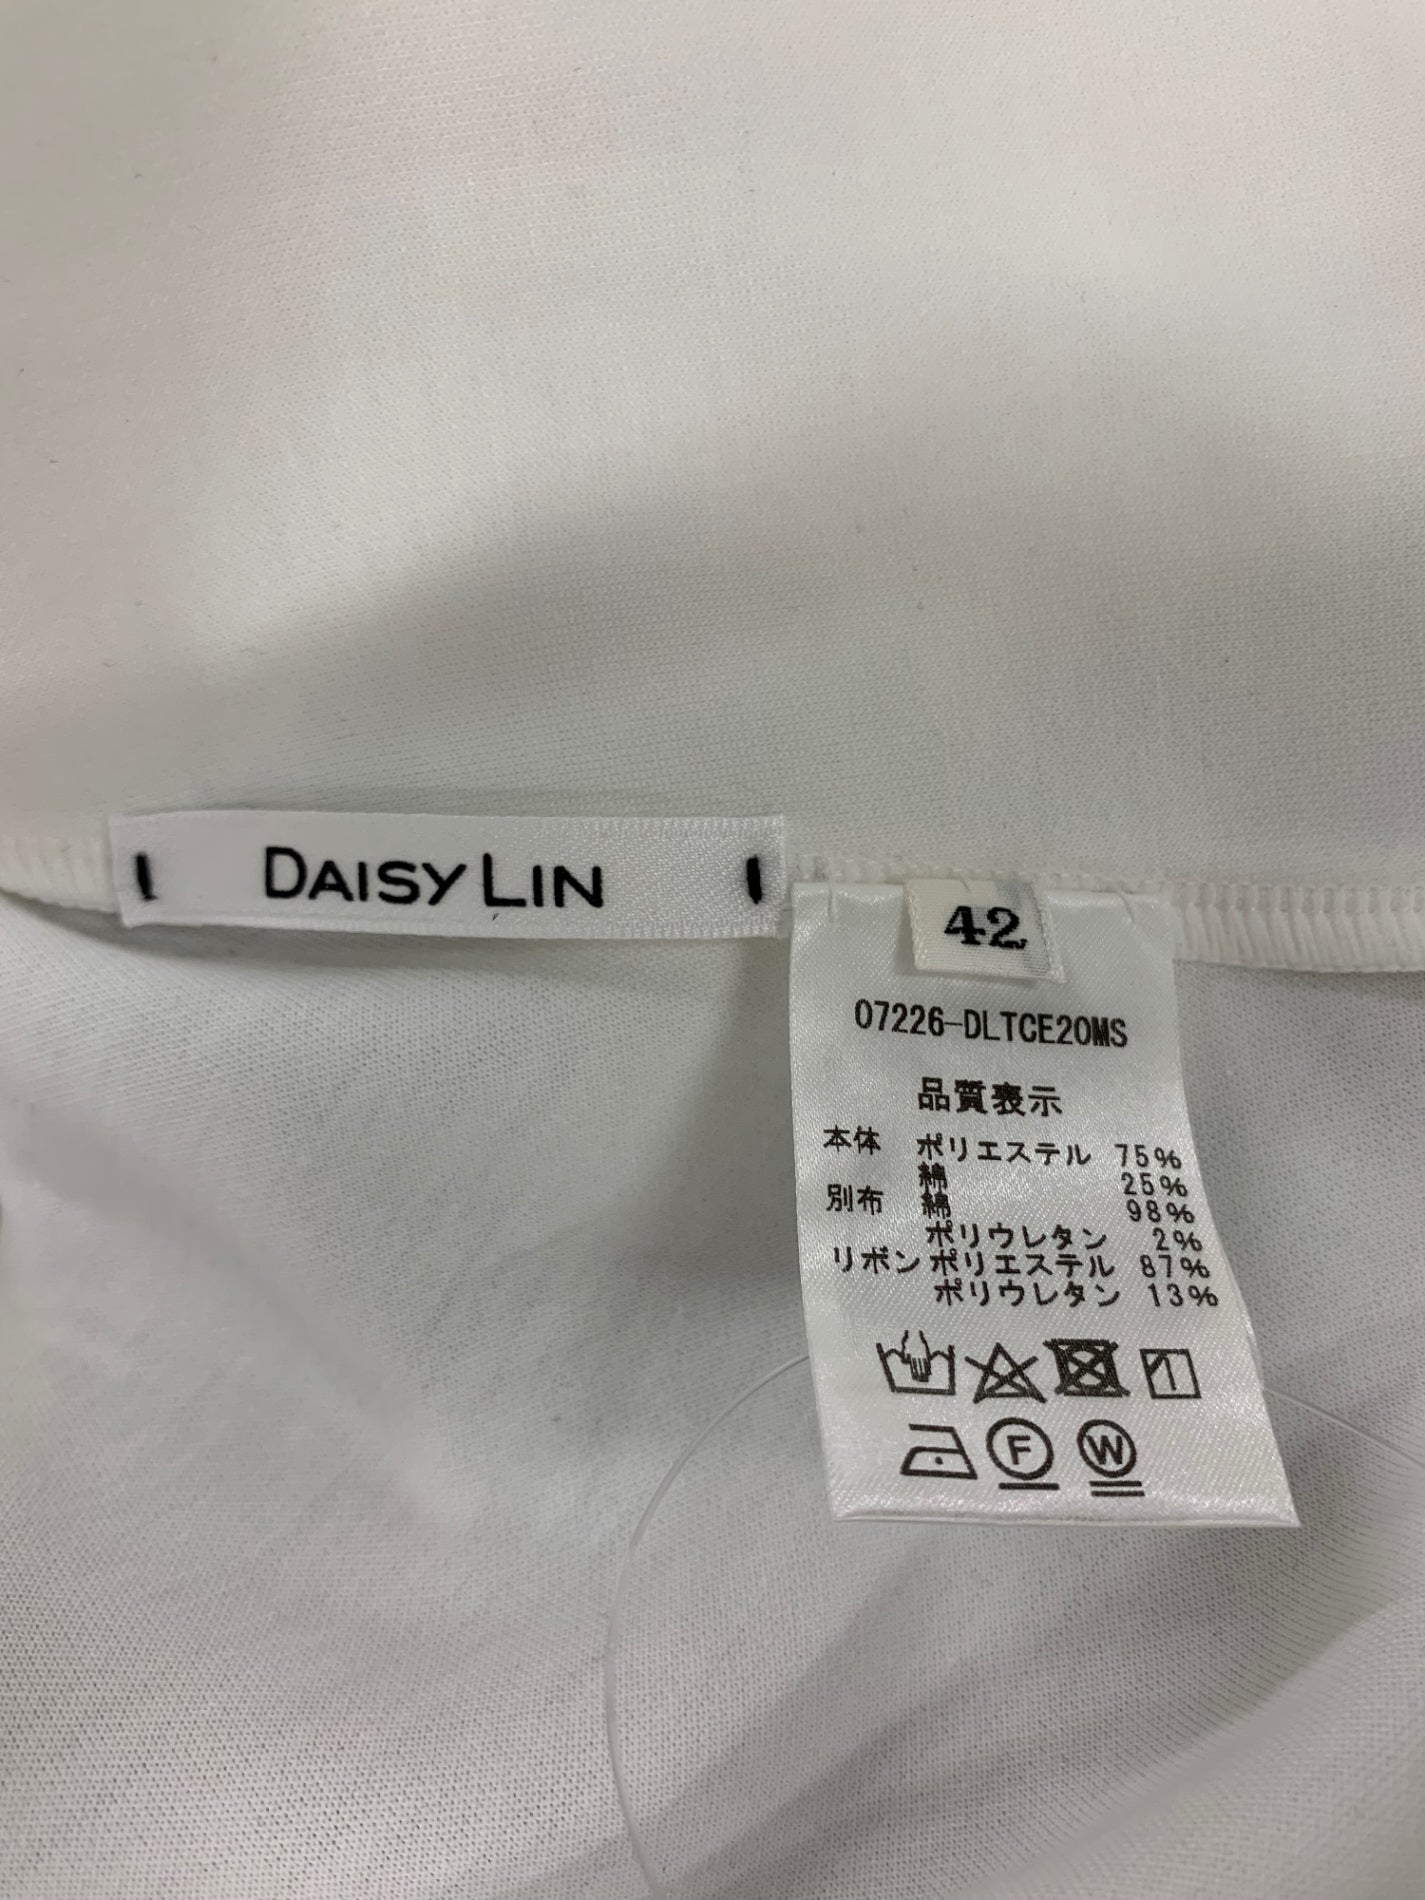 DAISY LIN
42
07226-DLTCE20MS
品質表示
本体 ポリエステル 75%
綿 25%
別布 綿 98%
ポリウレタン 2%
リボン ポリエステル 87%
ポリウレタン 13%
1
F W